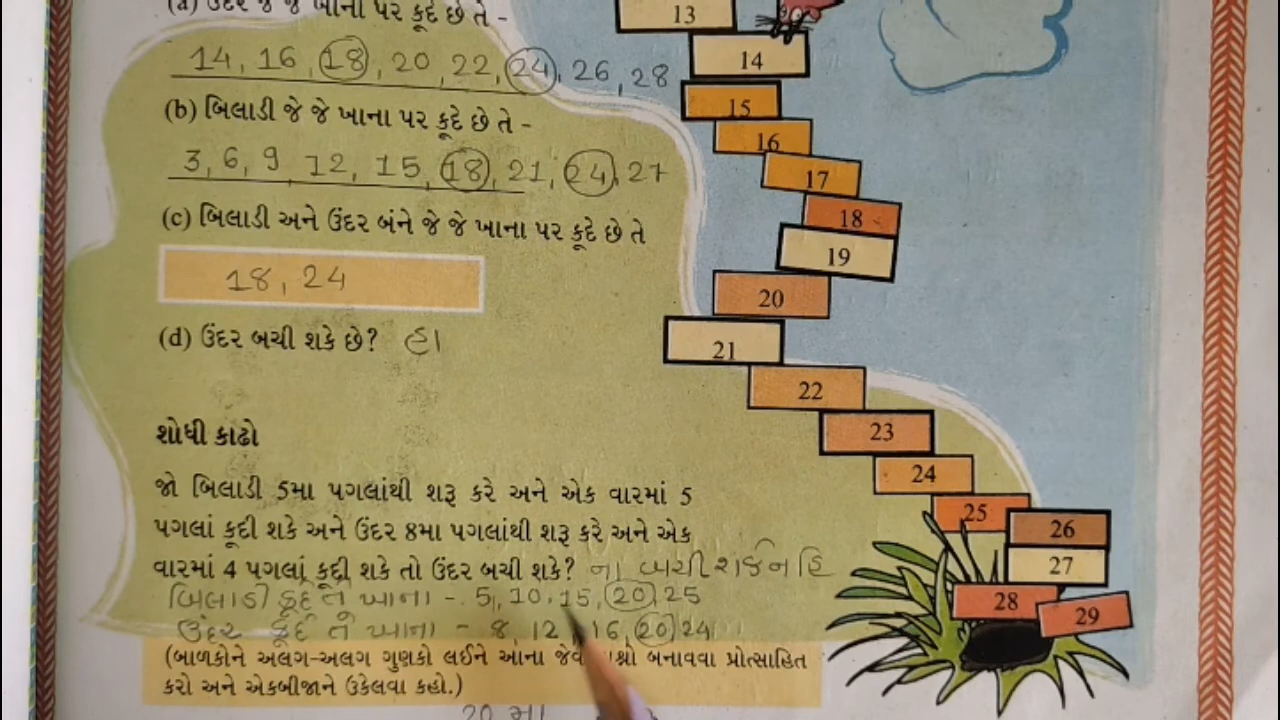 (a) ઉંદર જે જે ખાના પર કૂદે છે તે -
14, 16, 18, 20, 22, 24, 26, 28
(b) બિલાડી જે જે ખાના પર કૂદે છે તે -
3, 6, 9, 12, 15, 18, 21, 24, 27
(c) બિલાડી અને ઉંદર બંને જે જે ખાના પર કૂદે છે તે
18, 24
(d) ઉંદર બચી શકે છે? હા
શોધી કાઢો
જો બિલાડી 5મા પગલાંથી શરૂ કરે અને એક વારમાં 5
પગલાં કૂદી શકે અને ઉંદર 8મા પગલાંથી શરૂ કરે અને એક
વારમાં 4 પગલાં કૂદી શકે તો ઉંદર બચી શકે? ના બચી શકે નહિ
બિલાડી કૂદે તે ખાના - 5, 10, 15, 20, 25
ઉંદર કૂદે તે ખાના - 8, 12, 16, 20, 24
(બાળકોને અલગ-અલગ ગુણકો લઈને આના જેવા બનાવવા પ્રોત્સાહિત
કરો અને એકબીજાને ઉકેલવા કહો.)
20 મા
13
14
15
16
17
18
19
20
21
22
23
24
25
26
27
28
29